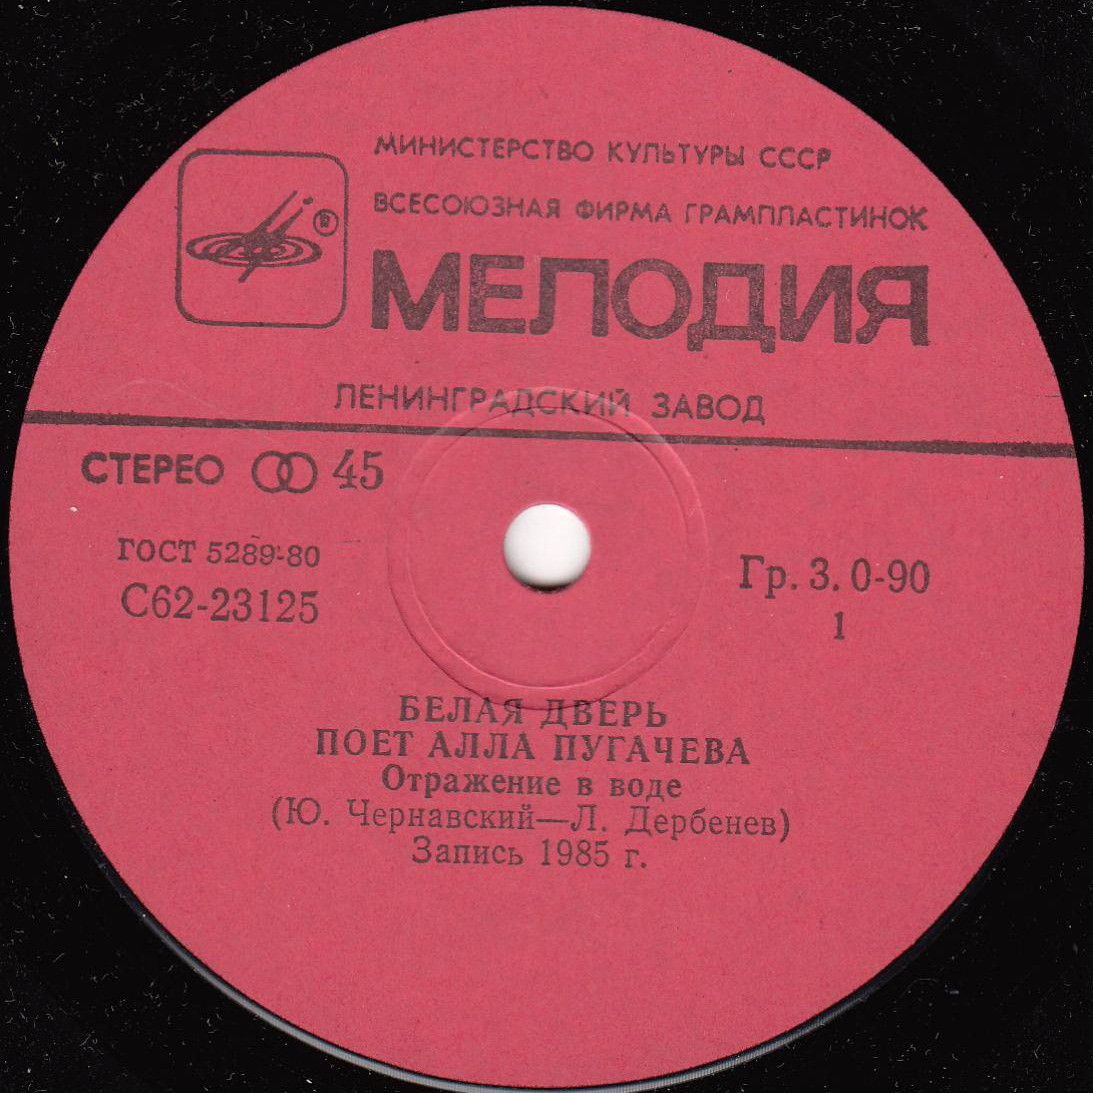 МИНИСТЕРСТВО КУЛЬТУРЫ СССР
ВСЕСОЮЗНАЯ ФИРМА ГРАМПЛАСТИНОК
®
МЕЛОДИЯ
ЛЕНИНГРАДСКИЙ ЗАВОД
СТЕРЕО 45
ГОСТ 5289-80
С62-23125
Гр. 3. 0-90
1
БЕЛАЯ ДВЕРЬ
ПОЕТ АЛЛА ПУГАЧЕВА
Отражение в воде
(Ю. Чернавский—Л. Дербенев)
Запись 1985 г.